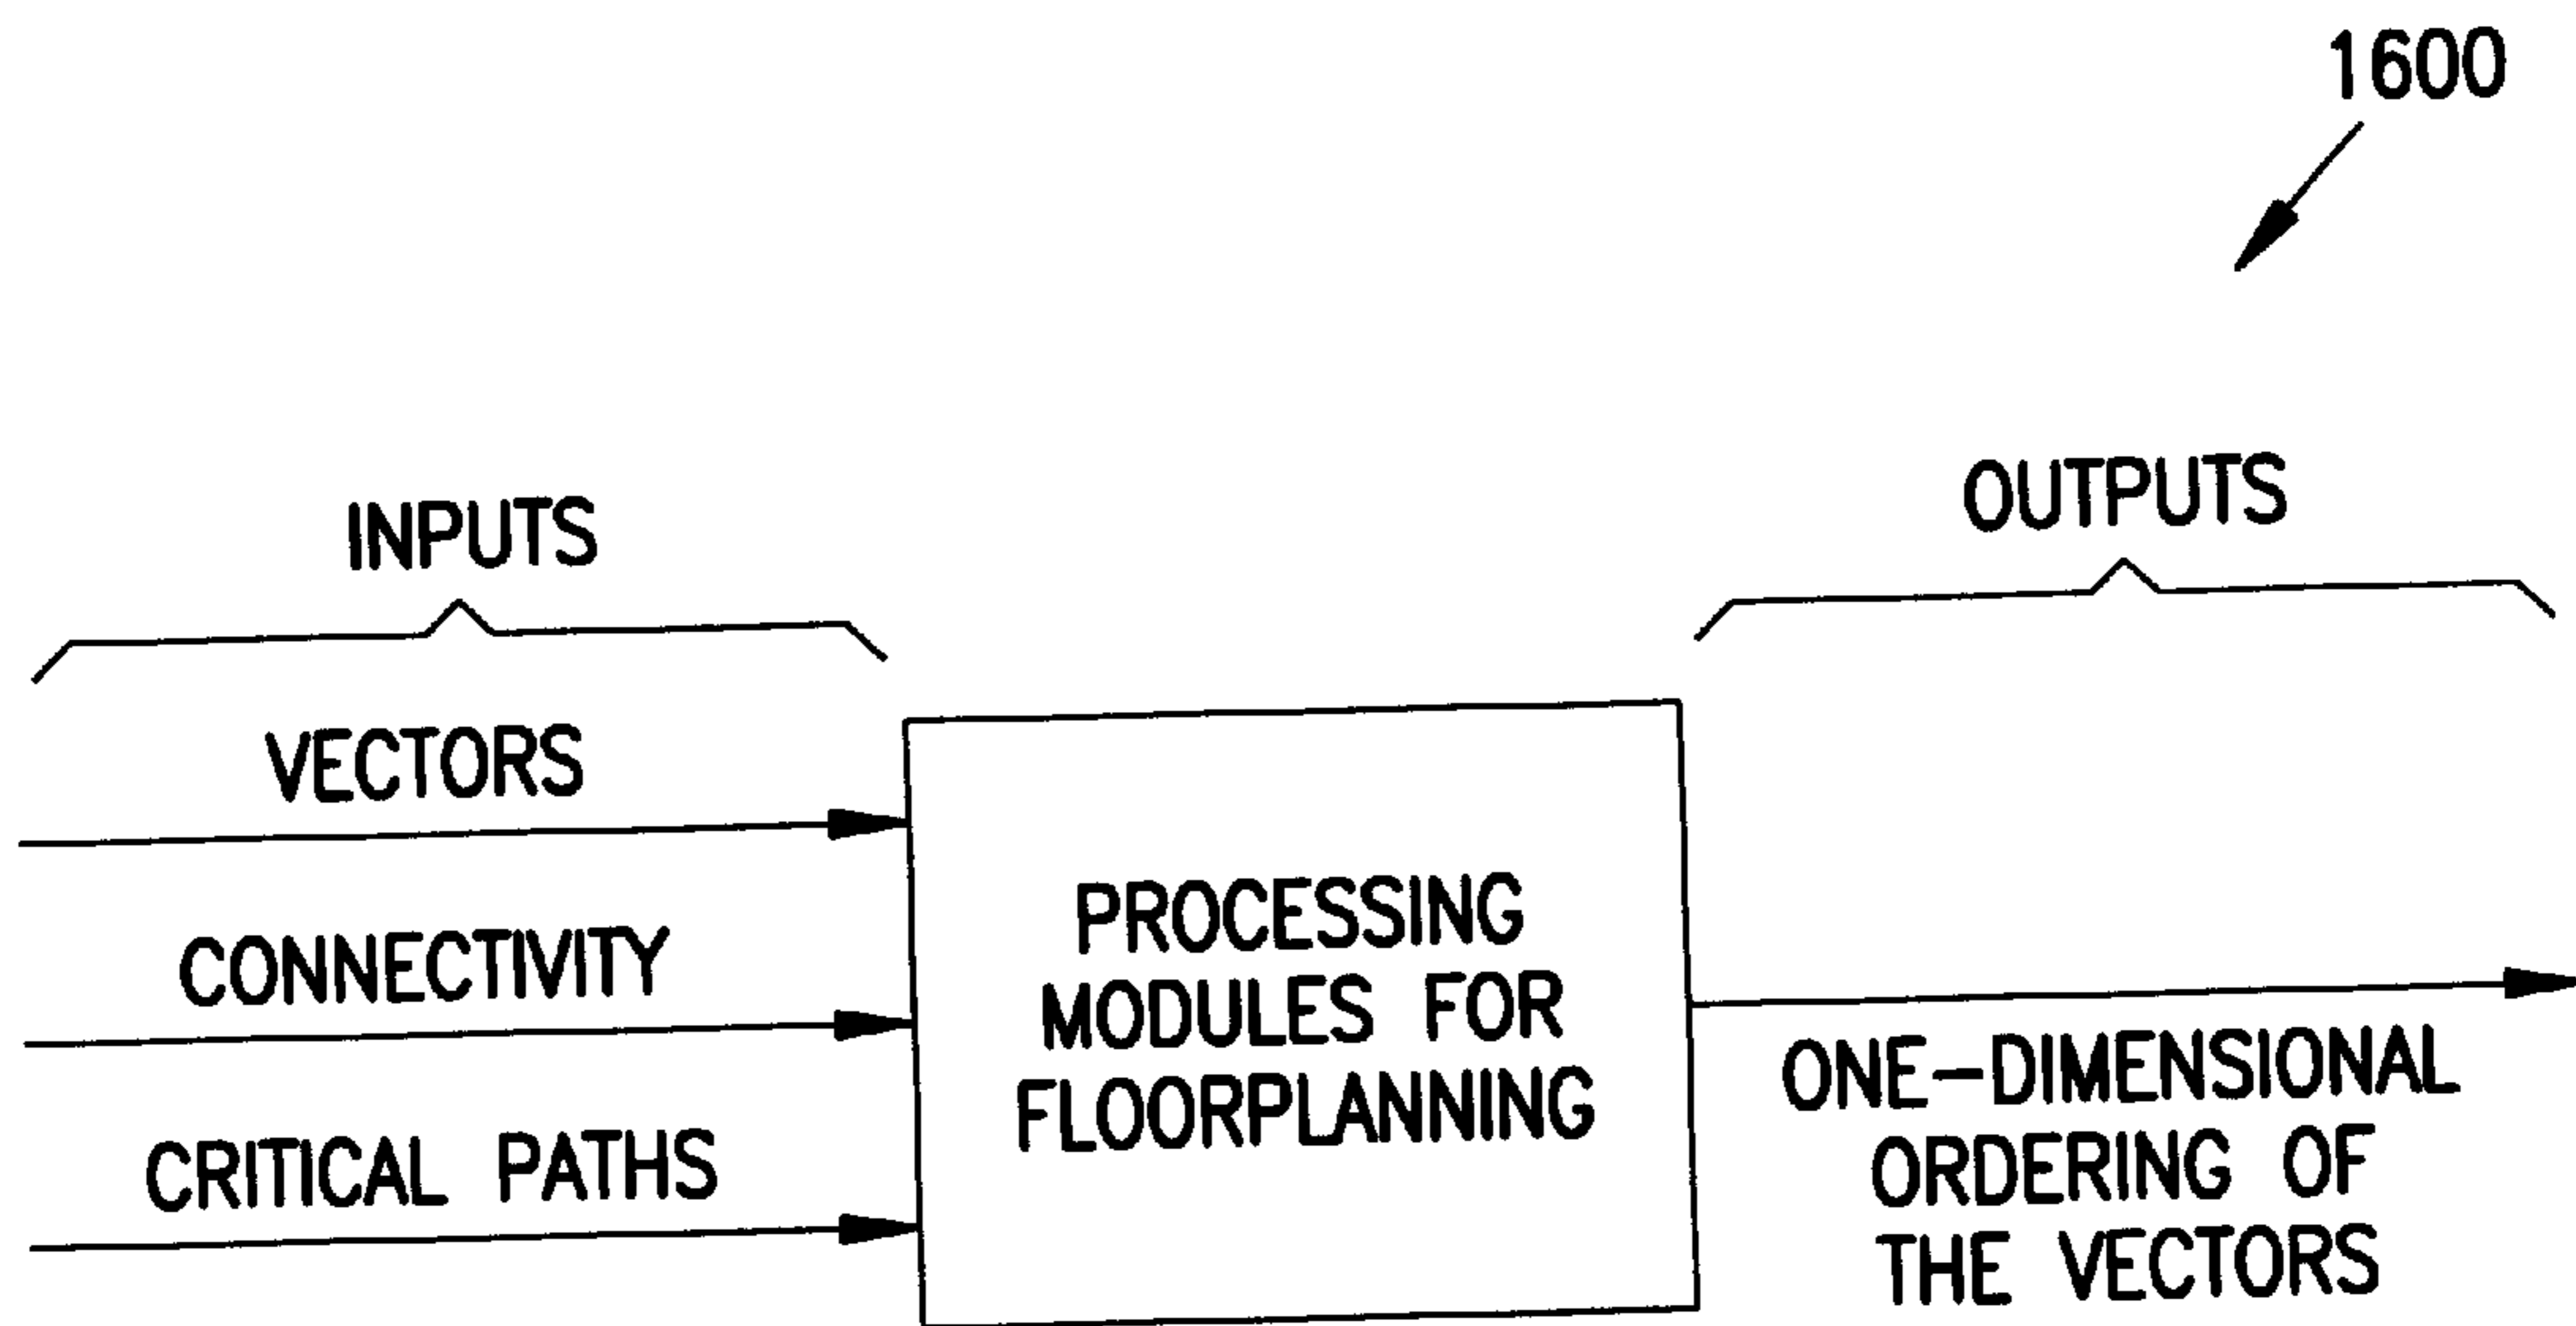 1600
INPUTS
OUTPUTS
VECTORS
CONNECTIVITY
CRITICAL PATHS
PROCESSING
MODULES FOR
FLOORPLANNING
ONE-DIMENSIONAL
ORDERING OF
THE VECTORS